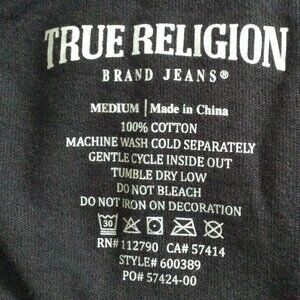 TRUE RELIGION
BRAND JEANS®
MEDIUM | Made in China
100% COTTON
MACHINE WASH COLD SEPARATELY
GENTLE CYCLE INSIDE OUT
TUMBLE DRY LOW
DO NOT BLEACH
DO NOT IRON ON DECORATION
30
RN# 112790 CA# 57414
STYLE# 600389
PO# 57424-00